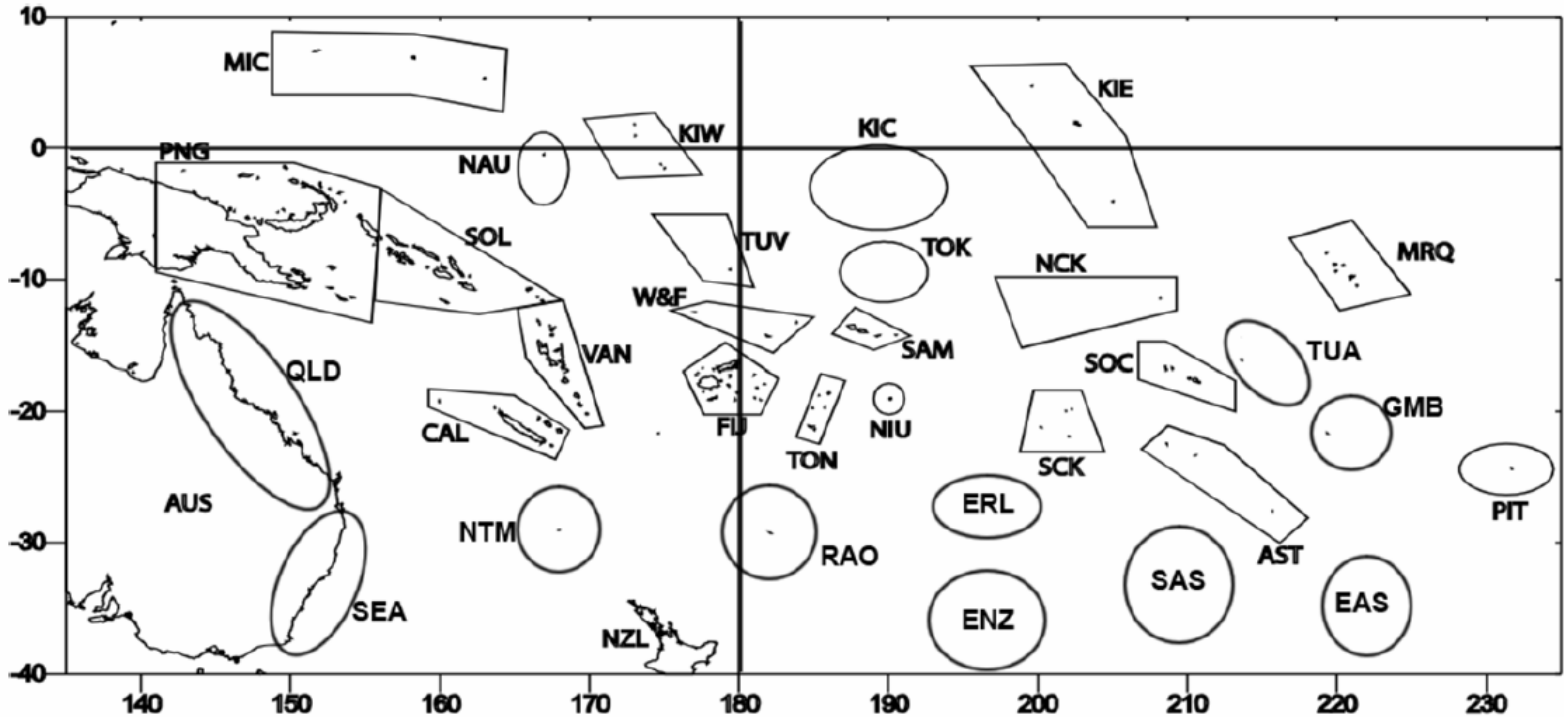 10
MIC
KIE
KIW
KIC
0
PNG
NAU
SOL
TUV
TOK
NCK
MRQ
-10
W&F
VAN
SAM
SOC
TUA
QLD
-20
CAL
FIJ
NIU
GMB
TON
SCK
AUS
ERL
PIT
NTM
RAO
AST
-30
SAS
SEA
ENZ
EAS
NZL
-40
140 150 160 170 180 190 200 210 220 230